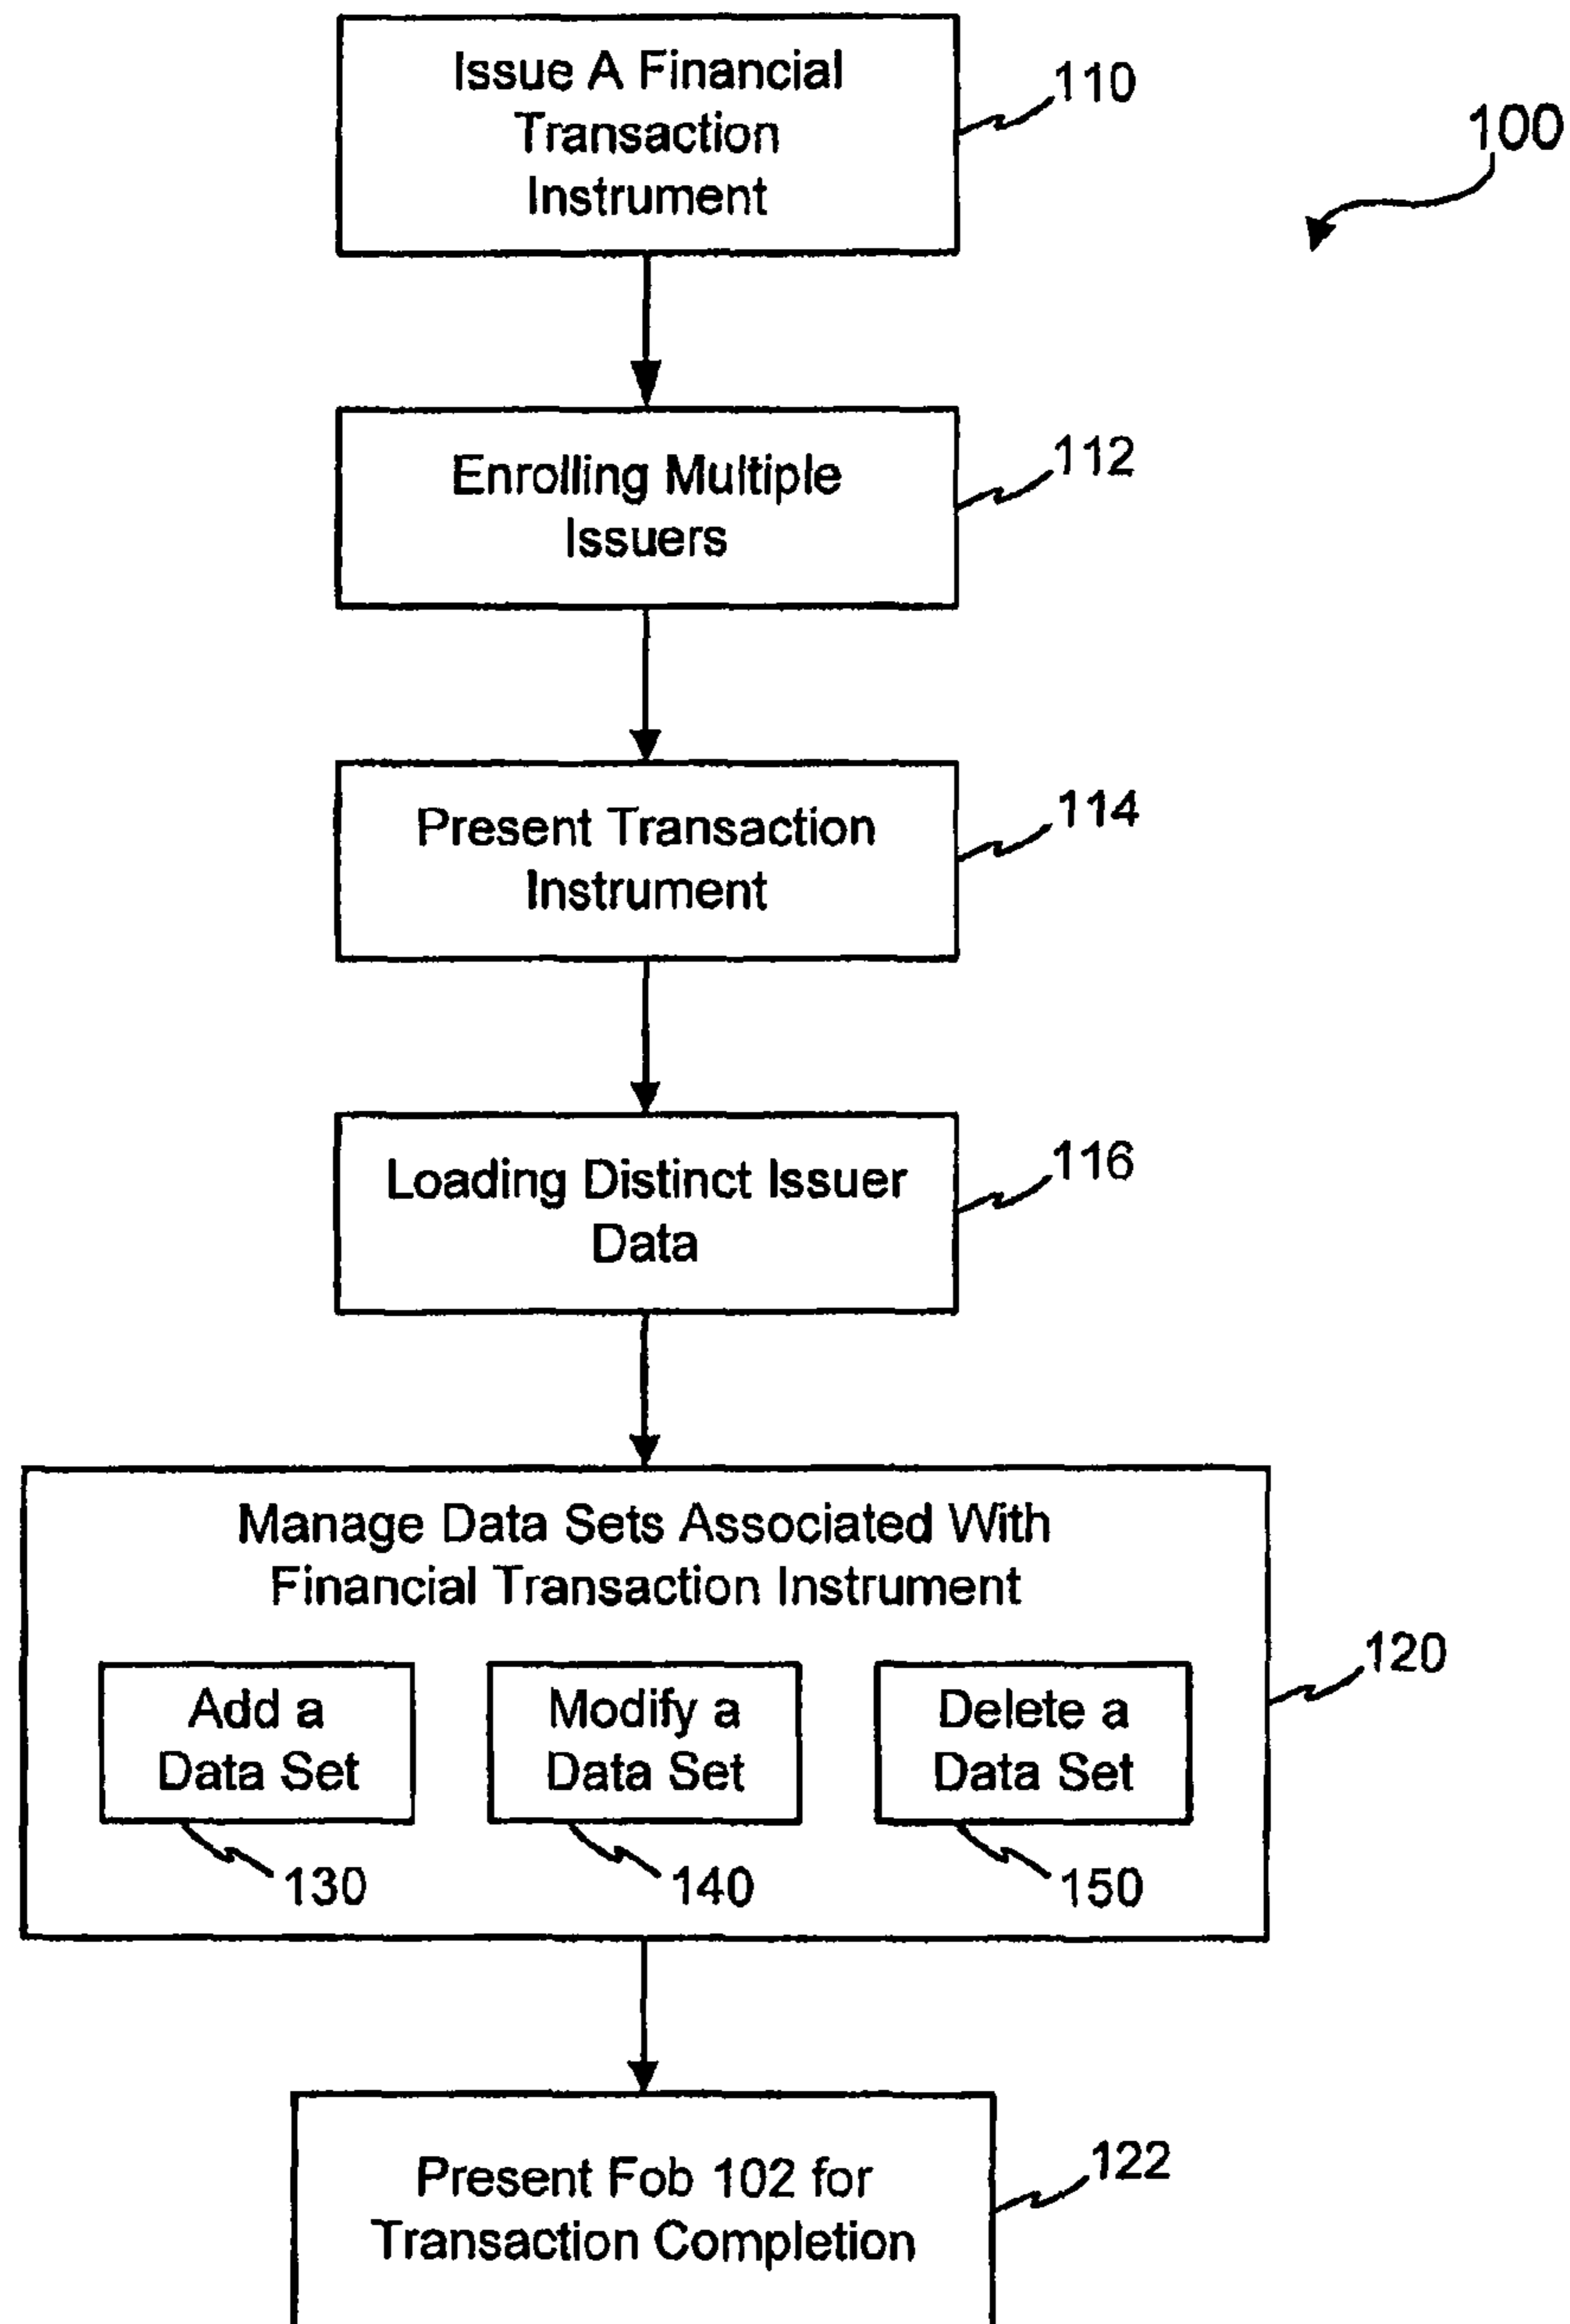 Issue A Financial
Transaction
Instrument
110
100
Enrolling Multiple
Issuers
112
Present Transaction
Instrument
114
Loading Distinct Issuer
Data
116
Manage Data Sets Associated With
Financial Transaction Instrument
120
Add a
Data Set
130
Modify a
Data Set
140
Delete a
Data Set
150
Present Fob 102 for
Transaction Completion
122